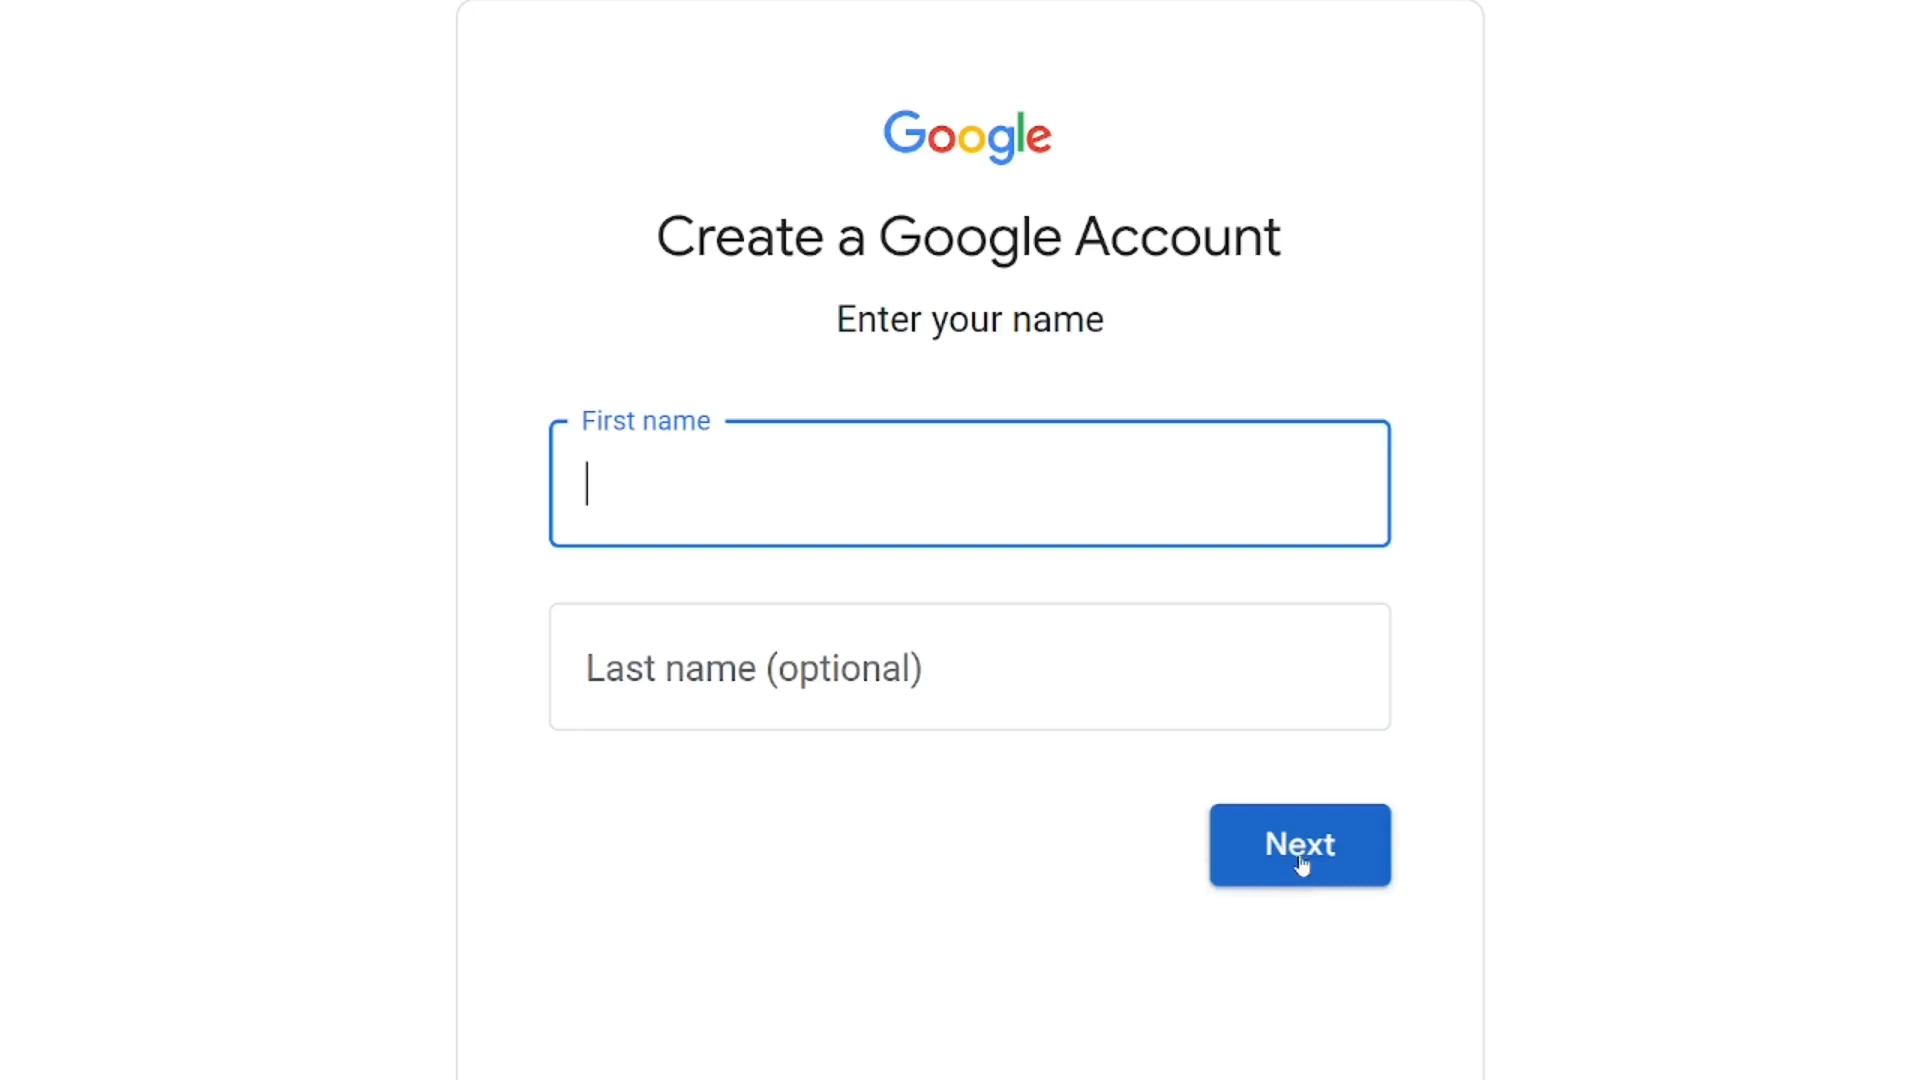 Google
Create a Google Account
Enter your name
First name
Last name (optional)
Next